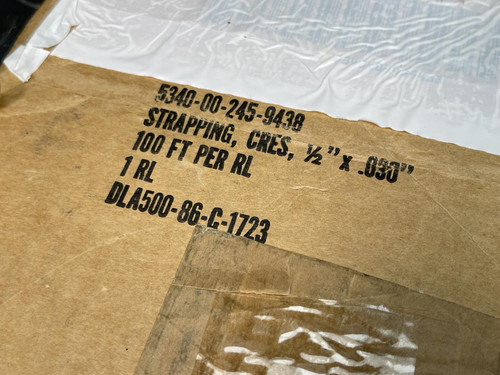 5340-00-245-9438
STRAPPING, CRES, ½" X .030"
100 FT PER RL
1 RL
DLA500-86-C-1723